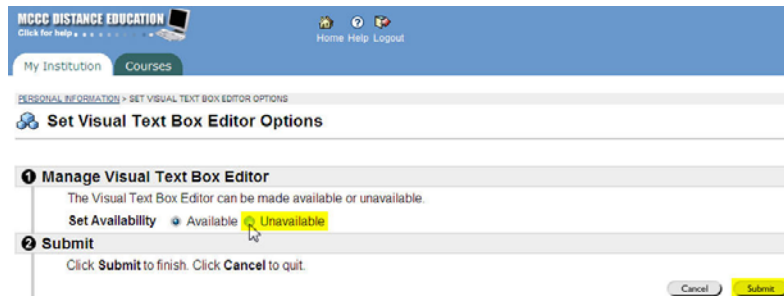 MCCC DISTANCE EDUCATION
Click for help
Home Help Logout
My Institution Courses
PERSONAL INFORMATION > SET VISUAL TEXT BOX EDITOR OPTIONS
Set Visual Text Box Editor Options
1 Manage Visual Text Box Editor
The Visual Text Box Editor can be made available or unavailable.
Set Availability Available Unavailable
2 Submit
Click Submit to finish. Click Cancel to quit.
Cancel Submit